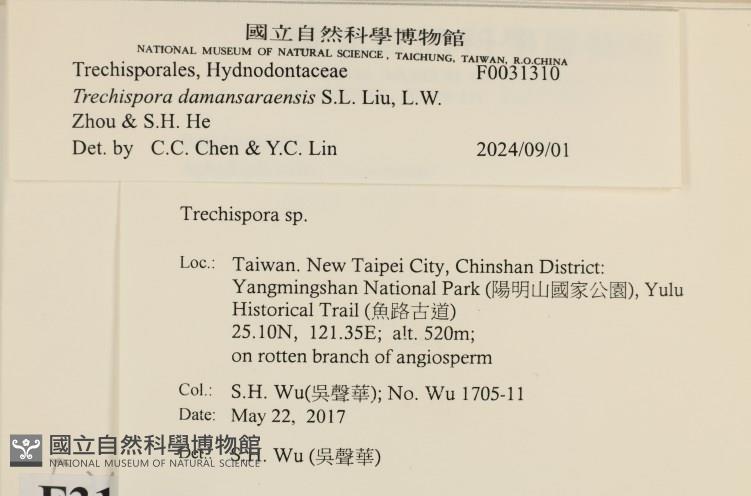 國立自然科學博物館
NATIONAL MUSEUM OF NATURAL SCIENCE, TAICHUNG, TAIWAN, R.O.CHINA
Trechisporales, Hydnodontaceae F0031310
Trechispora damansaraensis S.L. Liu, L.W.
Zhou & S.H. He
Det. by C.C. Chen & Y.C. Lin 2024/09/01
Trechispora sp.
Loc.: Taiwan. New Taipei City, Chinshan District:
Yangmingshan National Park (陽明山國家公園), Yulu
Historical Trail (魚路古道)
25.10N, 121.35E; alt. 520m;
on rotten branch of angiosperm
Col.: S.H. Wu(吳聲華); No. Wu 1705-11
Date: May 22, 2017
Det.: S.H. Wu (吳聲華)
國立自然科學博物館
NATIONAL MUSEUM OF NATURAL SCIENCE